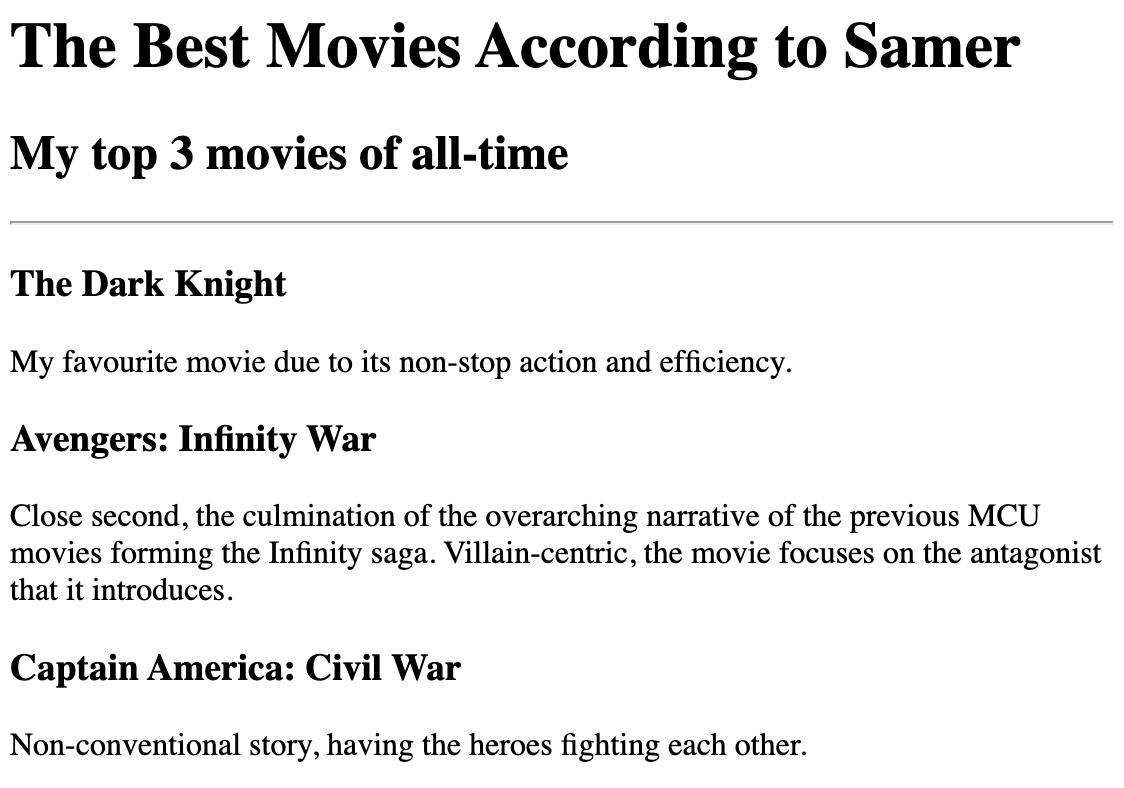 The Best Movies According to Samer
My top 3 movies of all-time
The Dark Knight
My favourite movie due to its non-stop action and efficiency.
Avengers: Infinity War
Close second, the culmination of the overarching narrative of the previous MCU
movies forming the Infinity saga. Villain-centric, the movie focuses on the antagonist
that it introduces.
Captain America: Civil War
Non-conventional story, having the heroes fighting each other.